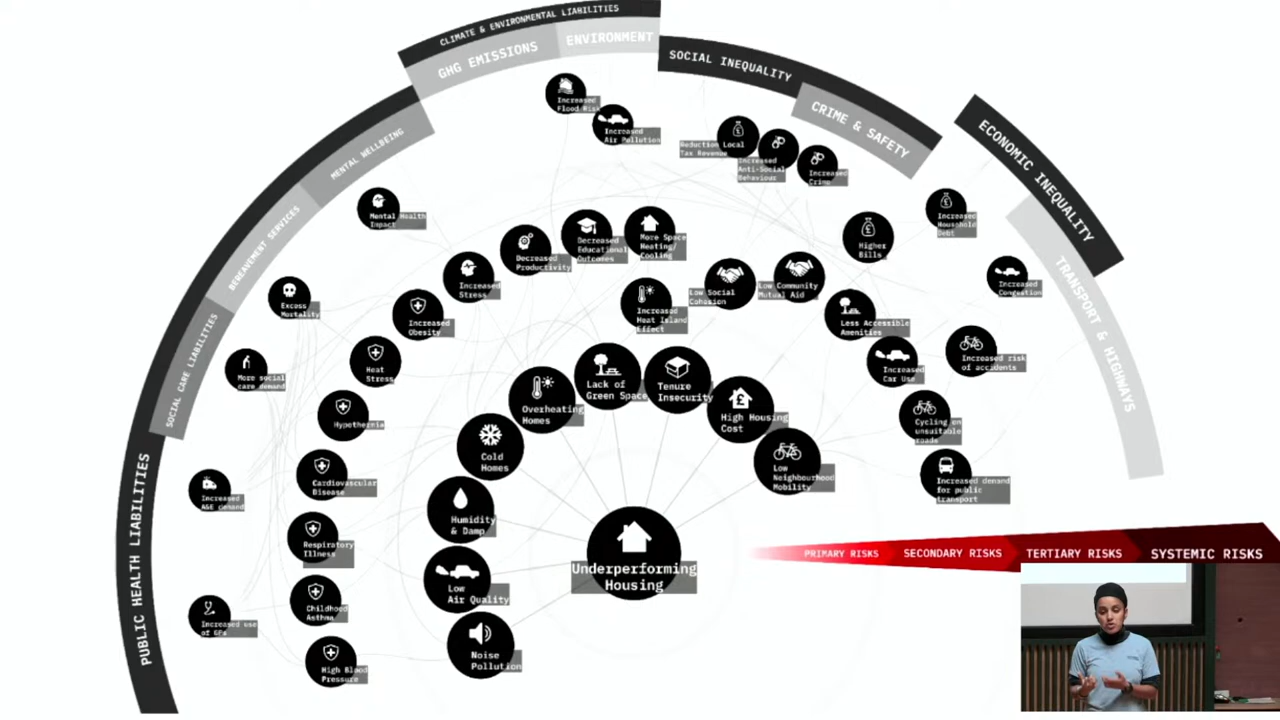 CLIMATE & ENVIRONMENTAL LIABILITIES
GHG EMISSIONS
ENVIRONMENT
SOCIAL INEQUALITY
CRIME & SAFETY
ECONOMIC INEQUALITY
TRANSPORT & HIGHWAYS
MENTAL WELLBEING
BEREAVEMENT SERVICES
SOCIAL CARE LIABILITIES
PUBLIC HEALTH LIABILITIES
Increased
Flood Risk
Increased
Air Pollution
Reduction Local
Tax Revenue
Increased
Anti-Social
Behaviour
Increased
Crime
Mental Health
Impact
Increased
Household
Debt
Higher
Bills
Increased
Congestion
Excess
Mortality
More social
care demand
Increased
A&E demand
Increased use
of GPs
Decreased
Productivity
Decreased
Educational
Outcomes
More Space
Heating/
Cooling
Increased
Stress
Increased
Obesity
Heat
Stress
Hypothermia
Cardiovascular
Disease
Respiratory
Illness
Childhood
Asthma
High Blood
Pressure
Increased
Heat Island
Effect
Low Social
Cohesion
Low Community
Mutual Aid
Less Accessible
Amenities
Increased
Car Use
Increased risk
of accidents
Cycling on
unsuitable
roads
Increased demand
for public
transport
Overheating
Homes
Lack of
Green Space
Tenure
Insecurity
High Housing
Cost
Low
Neighbourhood
Mobility
Cold
Homes
Humidity
& Damp
Low
Air Quality
Noise
Pollution
Underperforming
Housing
PRIMARY RISKS
SECONDARY RISKS
TERTIARY RISKS
SYSTEMIC RISKS